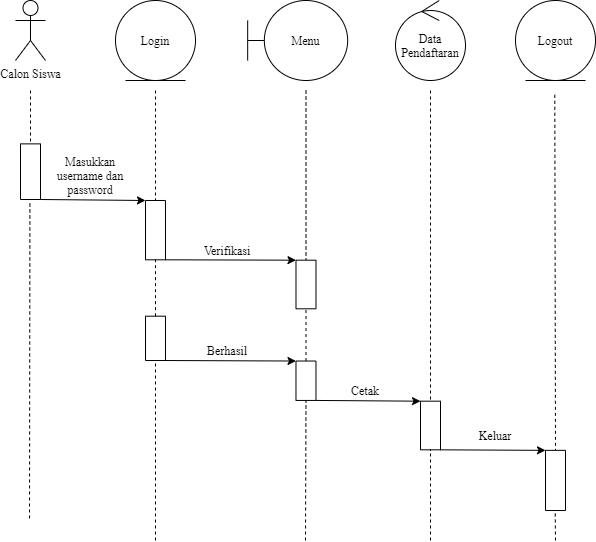 Calon Siswa
Login
Menu
Data
Pendaftaran
Logout
Masukkan
username dan
password
Verifikasi
Berhasil
Cetak
Keluar